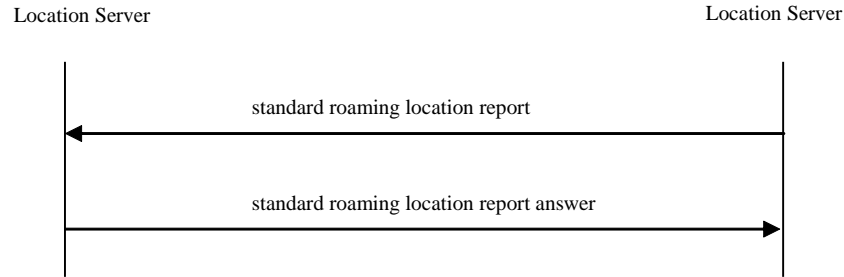 Location Server
Location Server
standard roaming location report
standard roaming location report answer